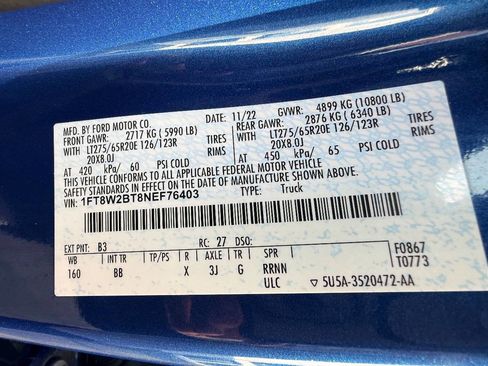 MFD. BY FORD MOTOR CO.
DATE: 11/22 GVWR: 4899 KG (10800 LB)
FRONT GAWR: 2717 KG (5990 LB) REAR GAWR: 2876 KG (6340 LB)
WITH LT275/65R20E 126/123R WITH LT275/65R20E 126/123R
20X8.0J 20X8.0J
AT 420 kPa/ 60 PSI COLD AT 450 kPa/ 65 PSI COLD
THIS VEHICLE CONFORMS TO ALL APPLICABLE FEDERAL MOTOR VEHICLE
SAFETY STANDARDS IN EFFECT ON THE DATE OF MANUFACTURE SHOWN ABOVE.
VIN: 1FT8W2BT8NEF76403 TYPE: Truck
EXT PNT: B3 RC: 27 DSO: F0867
WB INT TR TP/PS R AXLE TR SPR T0773
160 BB X 3J G RRNN
ULC 5U5A-3520472-AA